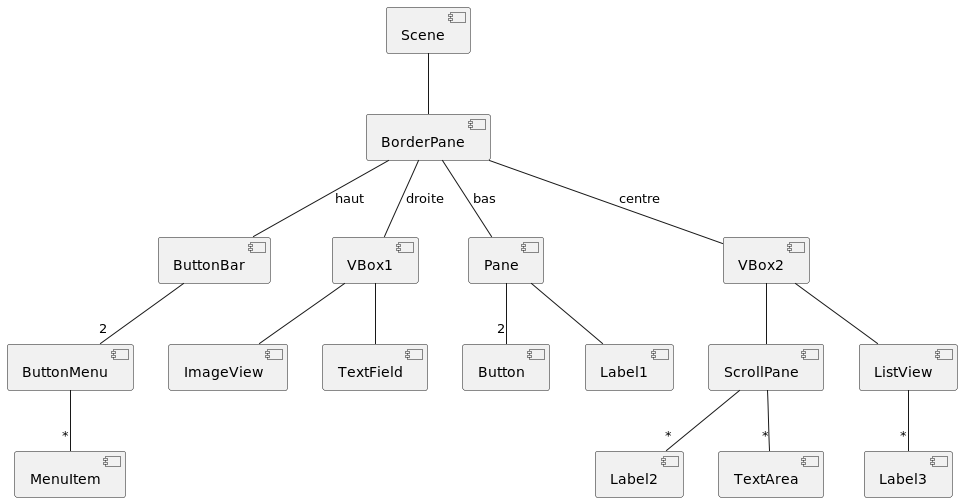 Scene
BorderPane
haut
droite
bas
centre
ButtonBar
VBox1
Pane
VBox2
2
2
ButtonMenu
ImageView
TextField
Button
Label1
ScrollPane
ListView
*
*
*
*
MenuItem
Label2
TextArea
Label3